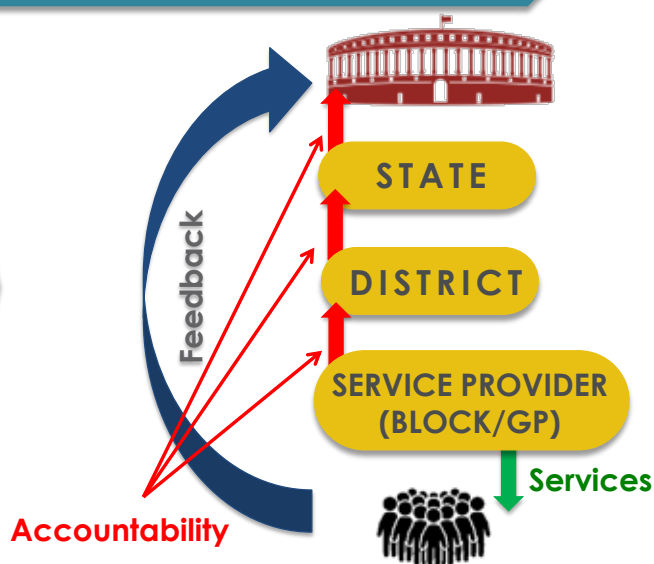 STATE
DISTRICT
Feedback
SERVICE PROVIDER
(BLOCK/GP)
Services
Accountability